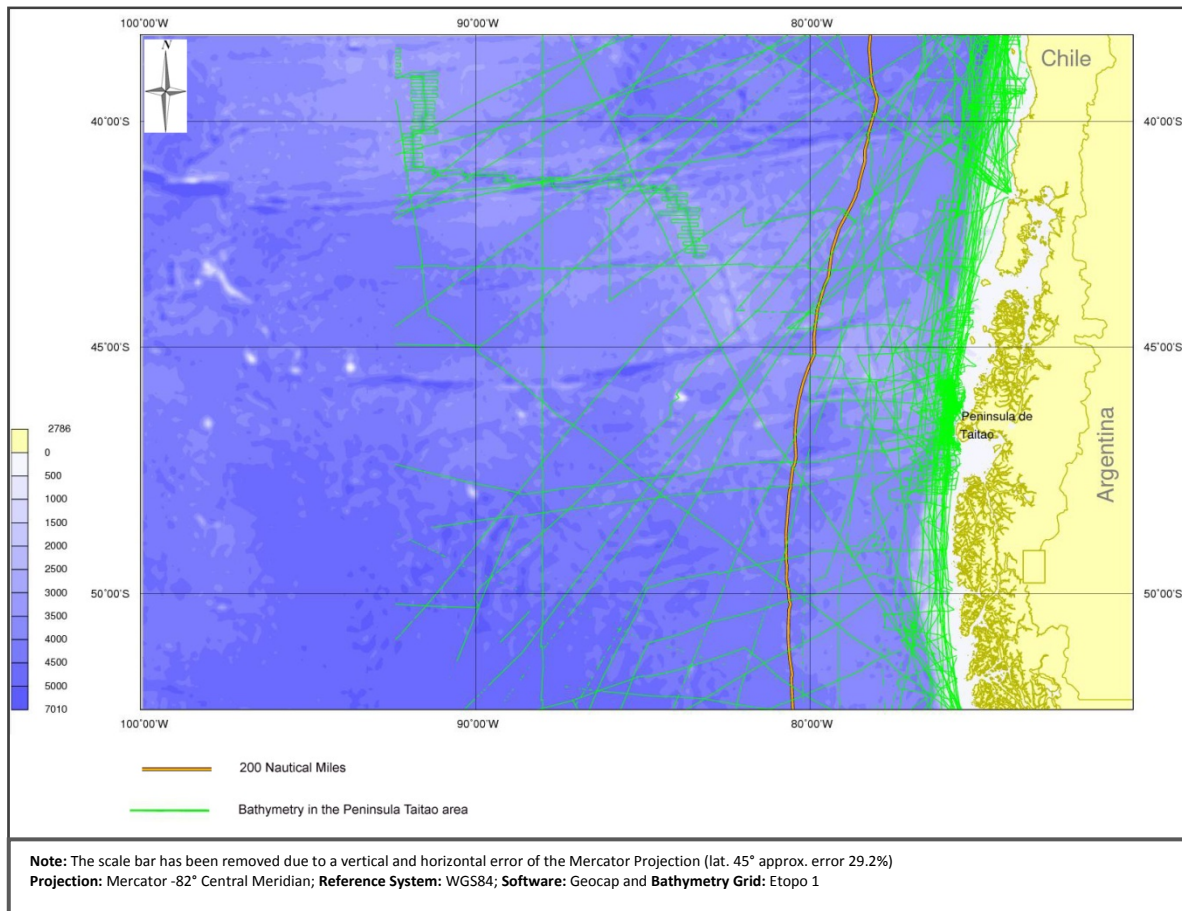 100°00'W 90°00'W 80°00'W
N
Chile
40°00'S 40°00'S
45°00'S 45°00'S
Peninsula de
Taitao
Argentina
2786
0
500
1000
1500
2000
2500
3000
3500
4000
4500
5000
7010
50°00'S 50°00'S
100°00'W 90°00'W 80°00'W
200 Nautical Miles
Bathymetry in the Peninsula Taitao area
Note: The scale bar has been removed due to a vertical and horizontal error of the Mercator Projection (lat. 45° approx. error 29.2%)
Projection: Mercator -82° Central Meridian; Reference System: WGS84; Software: Geocap and Bathymetry Grid: Etopo 1